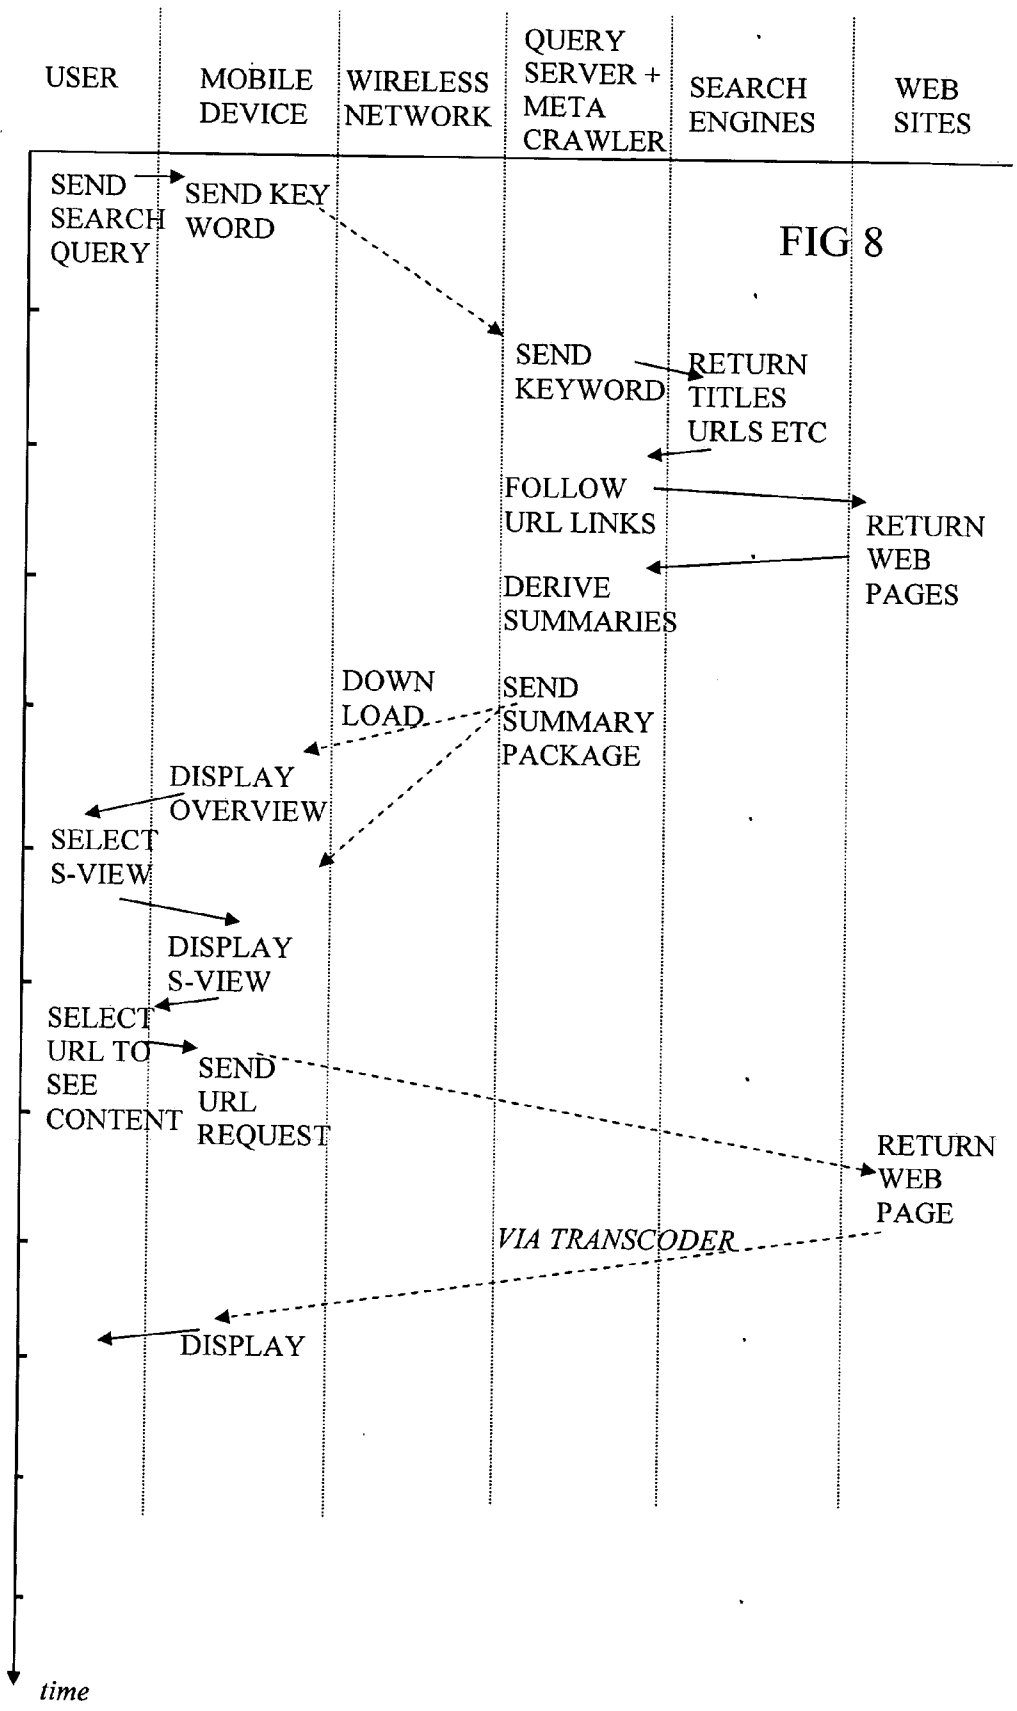 USER
MOBILE
DEVICE
WIRELESS
NETWORK
QUERY
SERVER +
META
CRAWLER
SEARCH
ENGINES
WEB
SITES
SEND
SEARCH
QUERY
SEND KEY
WORD
FIG 8
SEND
KEYWORD
RETURN
TITLES
URLS ETC
FOLLOW
URL LINKS
RETURN
WEB
PAGES
DERIVE
SUMMARIES
DOWN
LOAD
SEND
SUMMARY
PACKAGE
DISPLAY
OVERVIEW
SELECT
S-VIEW
DISPLAY
S-VIEW
SELECT
URL TO
SEE
CONTENT
SEND
URL
REQUEST
RETURN
WEB
PAGE
VIA TRANSCODER
DISPLAY
time